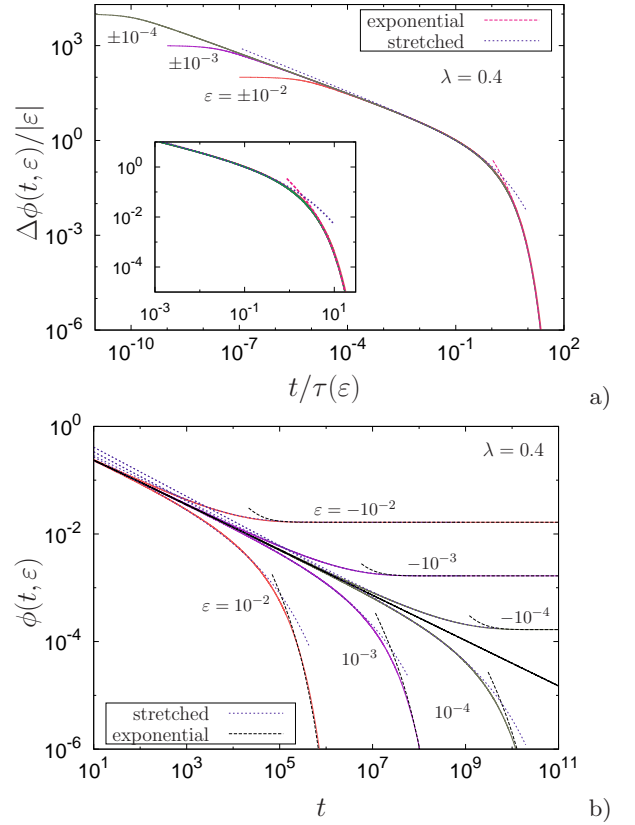 10^3
10^0
10^-3
10^-6
Δϕ(t, ε)/|ε|
±10^-4
±10^-3
ε = ±10^-2
exponential
stretched
λ = 0.4
10^0
10^-2
10^-4
10^-3
10^-1
10^1
10^-10
10^-7
10^-4
10^-1
10^2
t/τ(ε)
a)
10^0
10^-2
10^-4
10^-6
ϕ(t, ε)
λ = 0.4
ε = −10^-2
−10^-3
−10^-4
ε = 10^-2
10^-3
10^-4
stretched
exponential
10^1
10^3
10^5
10^7
10^9
10^11
t
b)